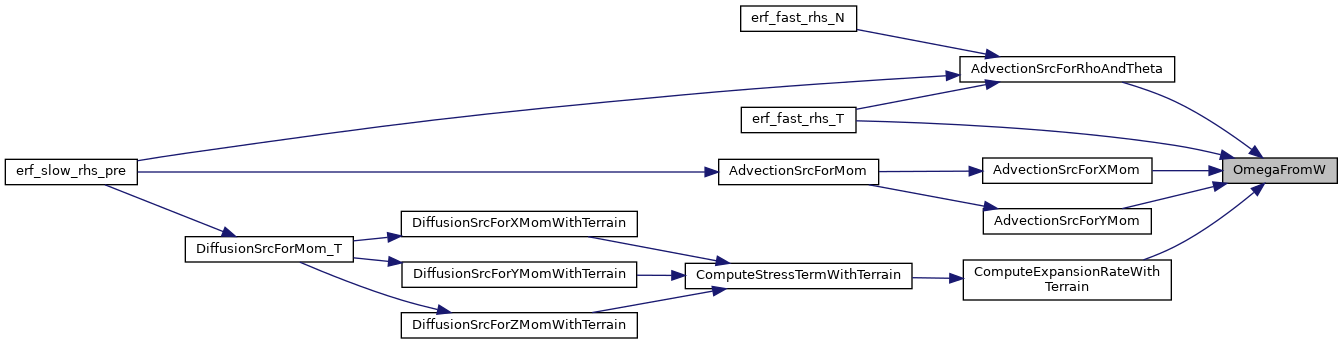 erf_fast_rhs_N
AdvectionSrcForRhoAndTheta
erf_fast_rhs_T
erf_slow_rhs_pre
AdvectionSrcForMom
AdvectionSrcForXMom
OmegaFromW
AdvectionSrcForYMom
DiffusionSrcForXMomWithTerrain
DiffusionSrcForMom_T
DiffusionSrcForYMomWithTerrain
ComputeStressTermWithTerrain
ComputeExpansionRateWith
Terrain
DiffusionSrcForZMomWithTerrain